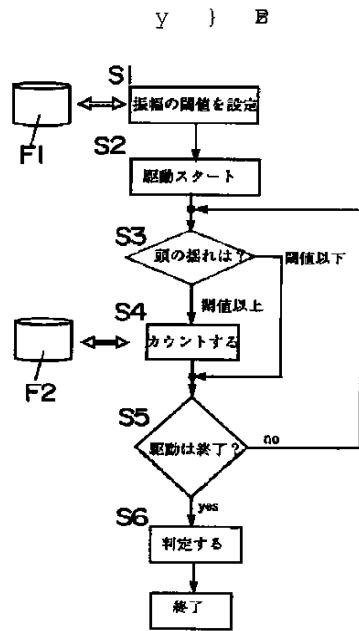 y } B
S1
振幅の閾値を設定
F1
S2
駆動スタート
S3
頭の揺れは？
閾値以下
閾値以上
S4
カウントする
F2
S5
駆動は終了？
no
yes
S6
判定する
終了